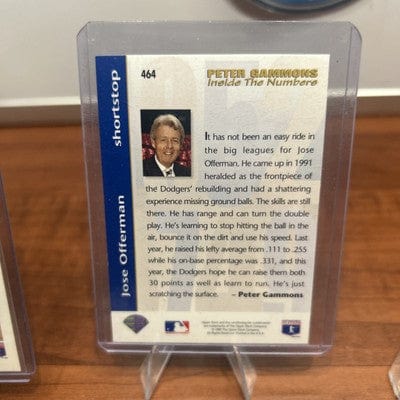 464
PETER GAMMONS
Inside The Numbers
Jose Offerman
shortstop
It has not been an easy ride in
the big leagues for Jose
Offerman. He came up in 1991
heralded as the frontpiece of
the Dodgers' rebuilding and had a shattering
experience missing ground balls. The skills are still
there. He has range and can turn the double
play. He's learning to stop hitting the ball in the
air, bounce it on the dirt and use his speed. Last
year, he raised his lefty average from .111 to .255
while his on-base percentage was .331, and this
year, the Dodgers hope he can raise them both
30 points as well as learn to run. He's just
scratching the surface. – Peter Gammons